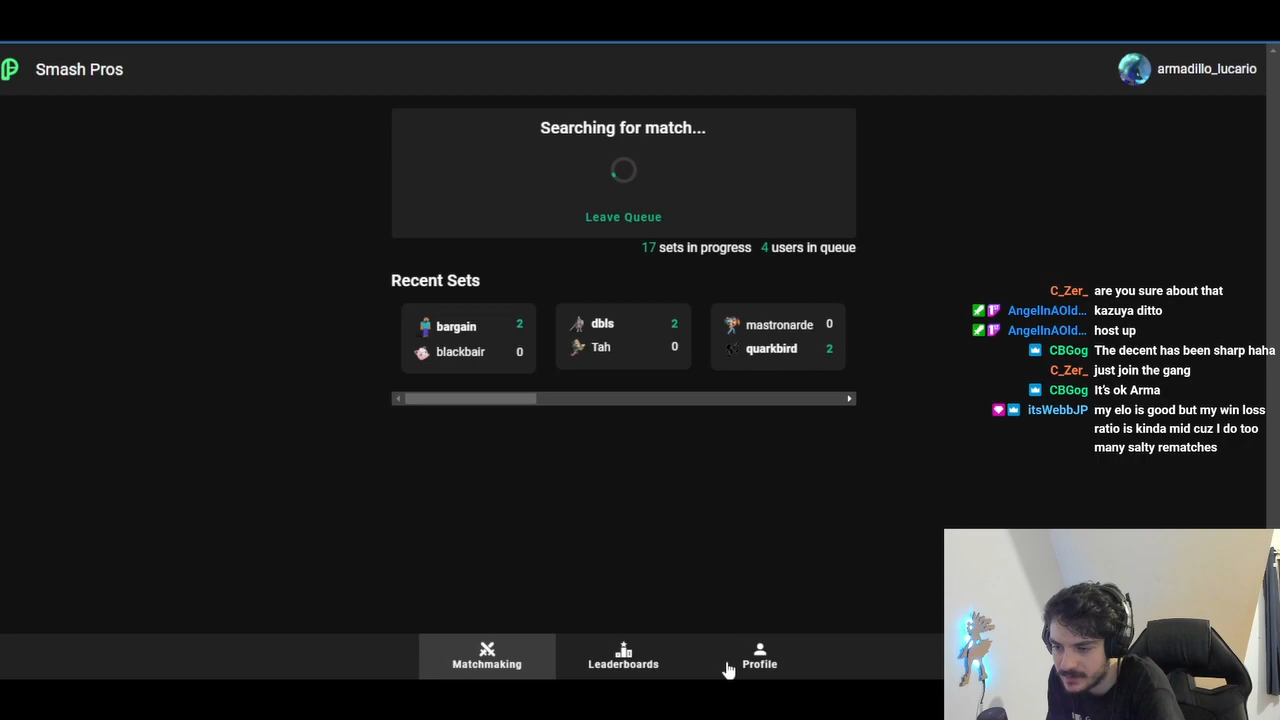 Smash Pros
armadillo_lucario
Searching for match...
Leave Queue
17 sets in progress 4 users in queue
Recent Sets
bargain 2
blackbair 0
dbls 2
Tah 0
mastronarde 0
quarkbird 2
C_Zer_ are you sure about that
AngelInAOld... kazuya ditto
AngelInAOld... host up
CBGog The decent has been sharp haha
C_Zer_ just join the gang
CBGog It's ok Arma
itsWebbJP my elo is good but my win loss
ratio is kinda mid cuz I do too
many salty rematches
Matchmaking
Leaderboards
Profile